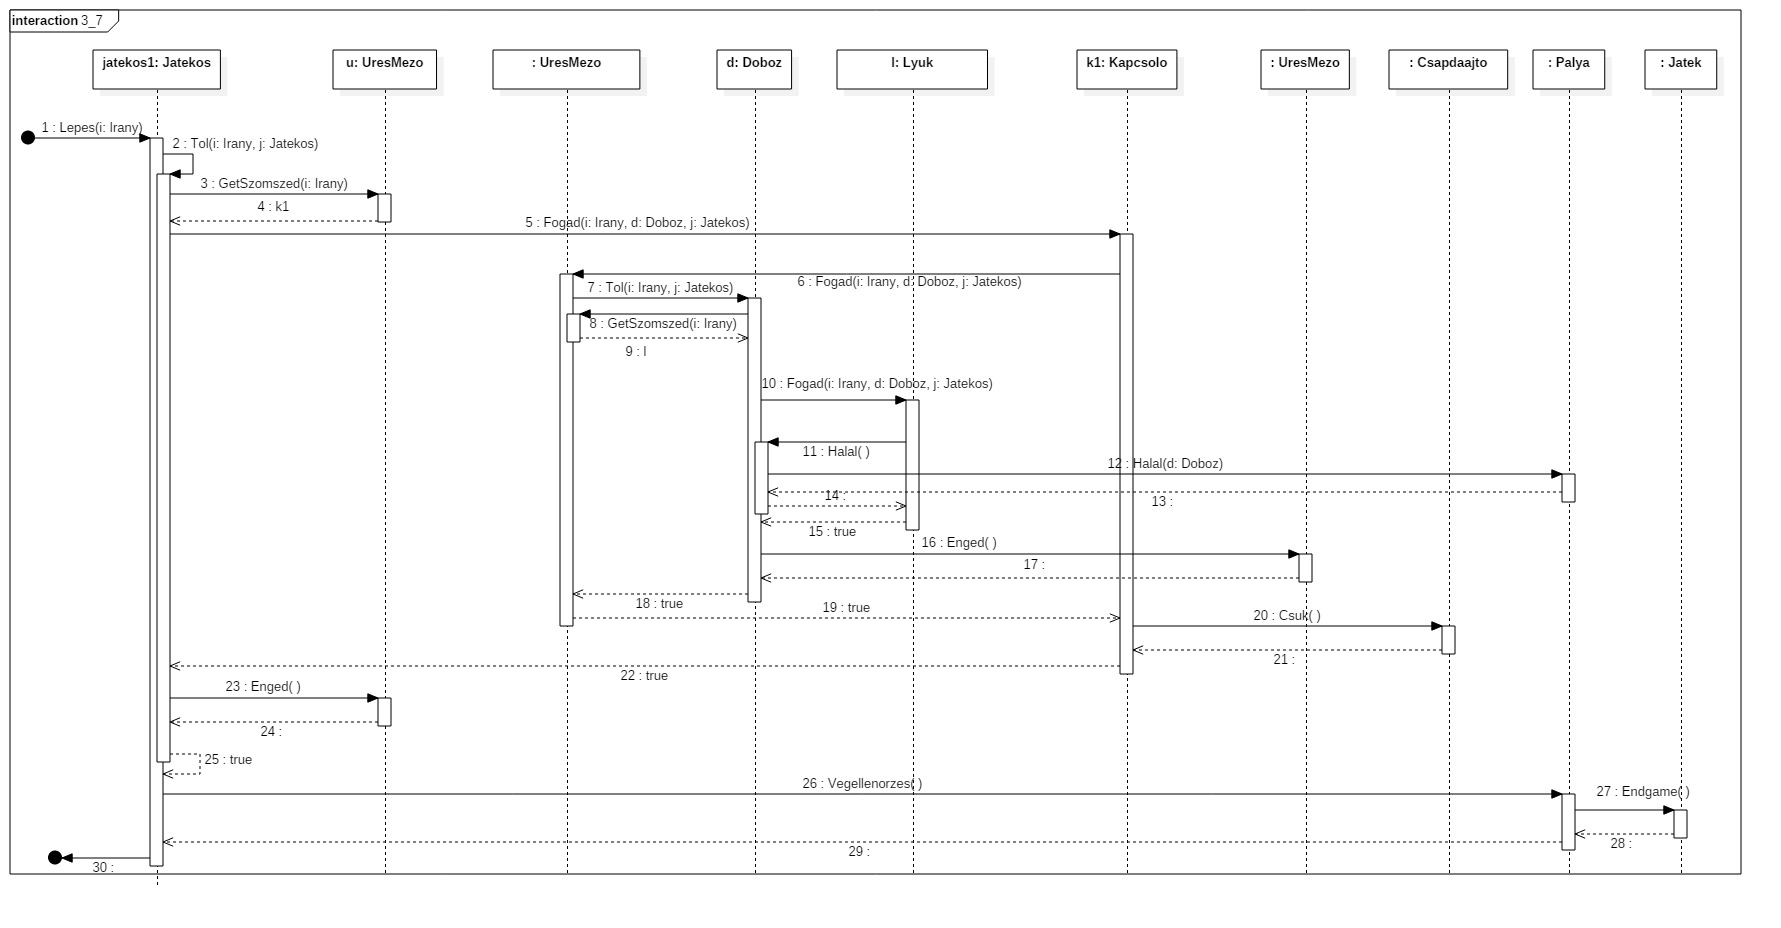 interaction 3_7
jatekos1: Jatekos
u: UresMezo
: UresMezo
d: Doboz
l: Lyuk
k1: Kapcsolo
: UresMezo
: Csapdaajto
: Palya
: Jatek
1 : Lepes(i: Irany)
2 : Tol(i: Irany, j: Jatekos)
3 : GetSzomszed(i: Irany)
4 : k1
5 : Fogad(i: Irany, d: Doboz, j: Jatekos)
6 : Fogad(i: Irany, d: Doboz, j: Jatekos)
7 : Tol(i: Irany, j: Jatekos)
8 : GetSzomszed(i: Irany)
9 : l
10 : Fogad(i: Irany, d: Doboz, j: Jatekos)
11 : Halal( )
12 : Halal(d: Doboz)
13 :
14 :
15 : true
16 : Enged( )
17 :
18 : true
19 : true
20 : Csuk( )
21 :
22 : true
23 : Enged( )
24 :
25 : true
26 : Vegellenorzes( )
27 : Endgame( )
28 :
29 :
30 :